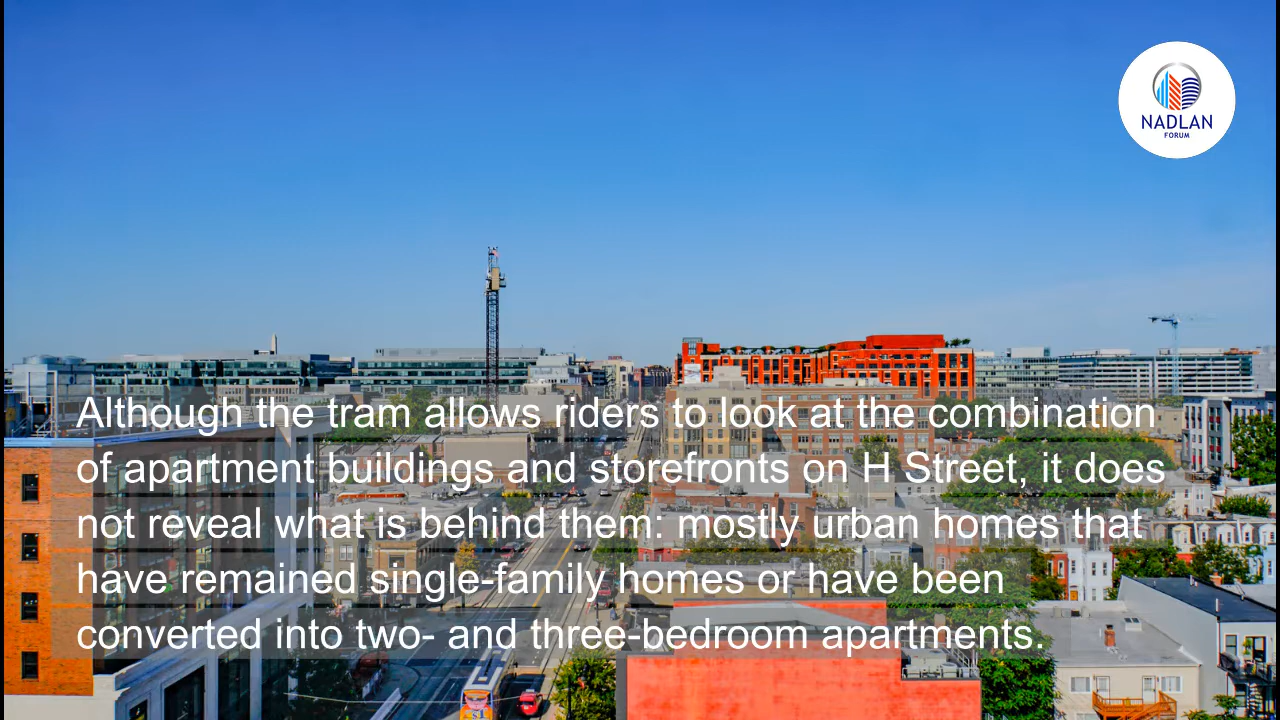 NADLAN
FORUM
Although the tram allows riders to look at the combination
of apartment buildings and storefronts on H Street, it does
not reveal what is behind them: mostly urban homes that
have remained single-family homes or have been
converted into two- and three-bedroom apartments.